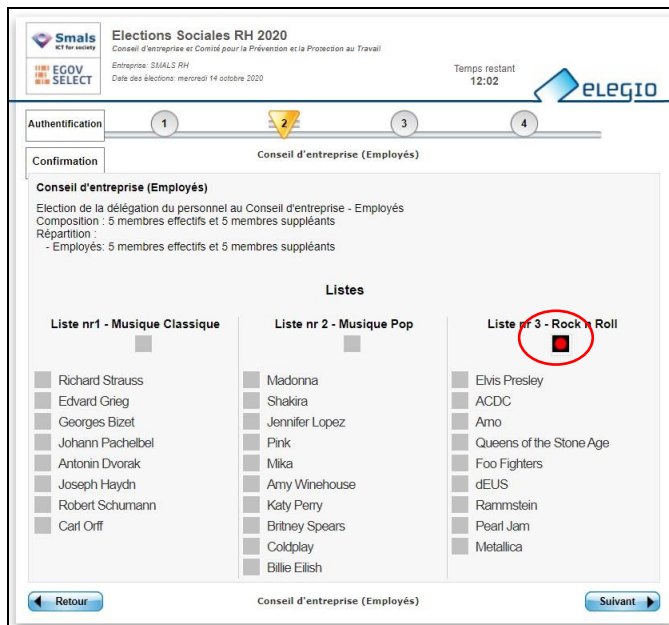 Smals
ICT for society
EGOV
SELECT
Elections Sociales
RH 2020
Conseil d'entreprise et Comité pour la Prévention et la Protection au Travail
Entreprise: SMALS RH
Date des élections: mercredi 14 octobre 2020
Temps restant
12:02
eLeGIO
Authentification
1
2
3
4
Confirmation
Conseil d'entreprise (Employés)
Conseil d'entreprise (Employés)
Election de la délégation du personnel au Conseil d'entreprise - Employés
Composition : 5 membres effectifs et 5 membres suppléants
Répartition :
- Employés: 5 membres effectifs et 5 membres suppléants
Listes
Liste nr1 - Musique Classique
Richard Strauss
Edvard Grieg
Georges Bizet
Johann Pachelbel
Antonin Dvorak
Joseph Haydn
Robert Schumann
Carl Orff
Liste nr 2 - Musique Pop
Madonna
Shakira
Jennifer Lopez
Pink
Mika
Amy Winehouse
Katy Perry
Britney Spears
Coldplay
Billie Eilish
Liste nr 3 - Rock n Roll
Elvis Presley
ACDC
Arno
Queens of the Stone Age
Foo Fighters
dEUS
Rammstein
Pearl Jam
Metallica
Retour
Conseil d'entreprise (Employés)
Suivant